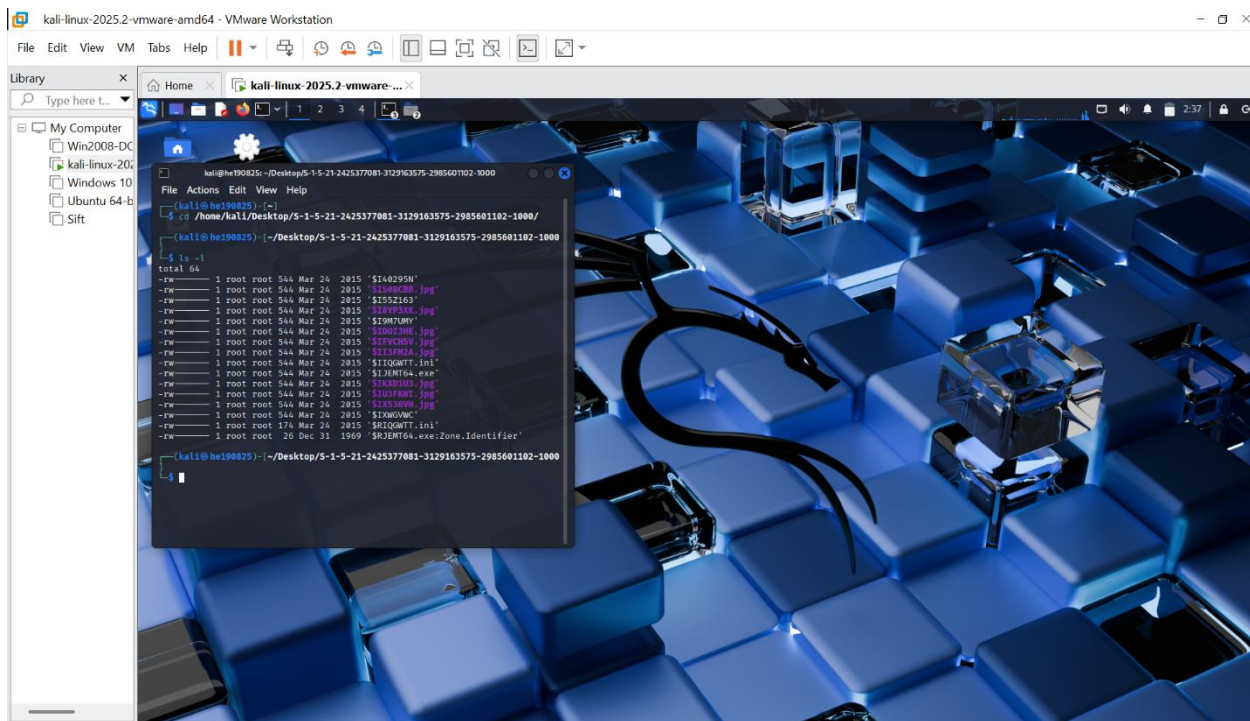 kali-linux-2025.2-vmware-amd64 - VMware Workstation
File Edit View VM Tabs Help
Library
Type here t...
My Computer
Win2008-DC
kali-linux-202
Windows 10
Ubuntu 64-b
Sift
Home
kali-linux-2025.2-vmware-...
1 2 3 4
2:37
kali@he190825: ~/Desktop/S-1-5-21-2425377081-3129163575-2985601102-1000
File Actions Edit View Help
(kali@he190825)-[~]
$ cd /home/kali/Desktop/S-1-5-21-2425377081-3129163575-2985601102-1000/
(kali@he190825)-[~/Desktop/S-1-5-21-2425377081-3129163575-2985601102-1000
$ ls -l
total 64
-rw------- 1 root root 544 Mar 24 2015 '$I40295N'
-rw------- 1 root root 544 Mar 24 2015 '$I508CBB.jpg'
-rw------- 1 root root 544 Mar 24 2015 '$I55Z163'
-rw------- 1 root root 544 Mar 24 2015 '$I8YP3XK.jpg'
-rw------- 1 root root 544 Mar 24 2015 '$I9M7UMY'
-rw------- 1 root root 544 Mar 24 2015 '$IDOI3HE.jpg'
-rw------- 1 root root 544 Mar 24 2015 '$IFVCH5V.jpg'
-rw------- 1 root root 544 Mar 24 2015 '$II3FM2A.jpg'
-rw------- 1 root root 544 Mar 24 2015 '$IIQGWTT.ini'
-rw------- 1 root root 544 Mar 24 2015 '$IJEMT64.exe'
-rw------- 1 root root 544 Mar 24 2015 '$IKXD1U3.jpg'
-rw------- 1 root root 544 Mar 24 2015 '$IU3FKWI.jpg'
-rw------- 1 root root 544 Mar 24 2015 '$IX538VH.jpg'
-rw------- 1 root root 544 Mar 24 2015 '$IXWGVWC'
-rw------- 1 root root 174 Mar 24 2015 '$RIQGWTT.ini'
-rw------- 1 root root 26 Dec 31 1969 '$RJEMT64.exe:Zone.Identifier'
(kali@he190825)-[~/Desktop/S-1-5-21-2425377081-3129163575-2985601102-1000
]
$